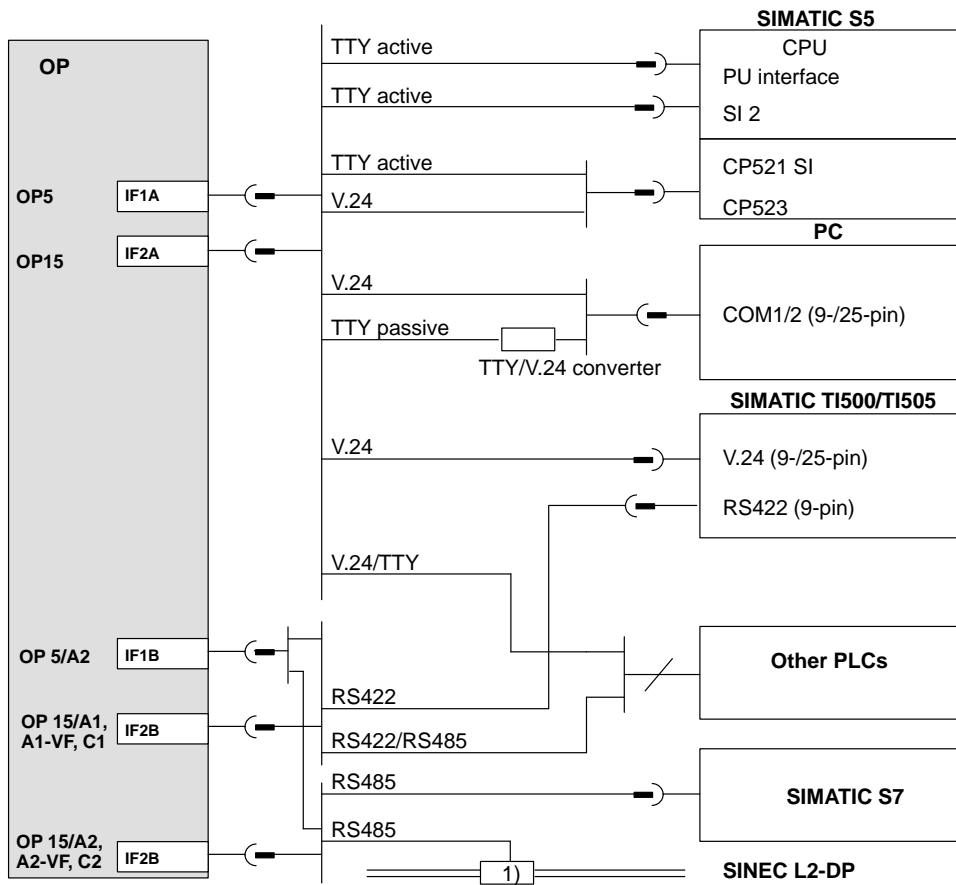 SIMATIC S5
OP
TTY active
CPU
PU interface
TTY active
SI 2
TTY active
CP521 SI
OP5
IF1A
V.24
CP523
PC
OP15
IF2A
V.24
COM1/2 (9-/25-pin)
TTY passive
TTY/V.24 converter
SIMATIC TI500/TI505
V.24
V.24 (9-/25-pin)
RS422 (9-pin)
V.24/TTY
OP 5/A2
IF1B
Other PLCs
RS422
OP 15/A1,
A1-VF, C1
IF2B
RS422/RS485
RS485
SIMATIC S7
RS485
OP 15/A2,
A2-VF, C2
IF2B
1)
SINEC L2-DP